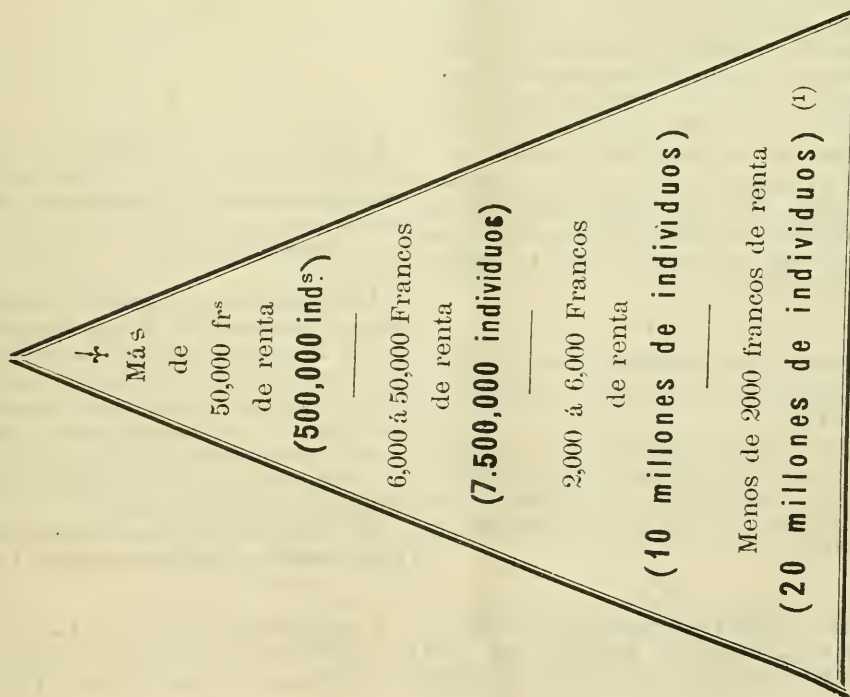 Más
de
50,000 frs
de renta
(500,000 inds.)
6,000 á 50,000 Francos
de renta
(7.500,000 individuos)
2,000 á 6,000 Francos
de renta
(10 millones de individuos)
Menos de 2000 francos de renta
(20 millones de individuos) (1)